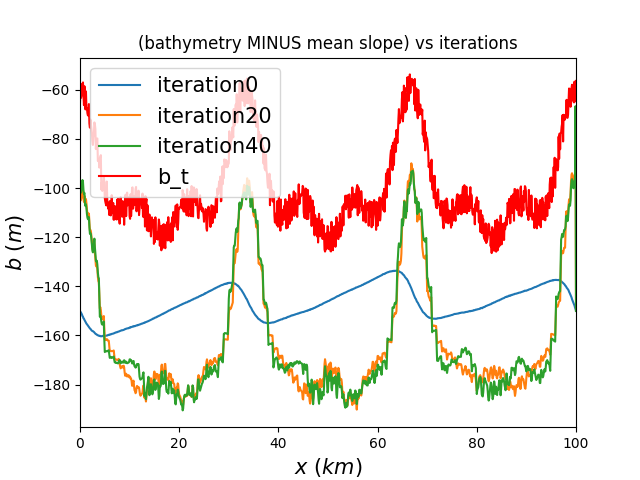 (bathymetry MINUS mean slope) vs iterations
iteration0
iteration20
iteration40
b_t
b (m)
−60
−80
−100
−120
−140
−160
−180
0 20 40 60 80 100
x (km)